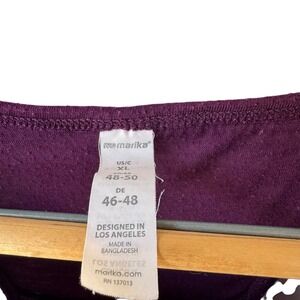 marika®
US/C
XL
48-50
DE
46-48
DESIGNED IN
LOS ANGELES
MADE IN
BANGLADESH
marika.com
RN 137013